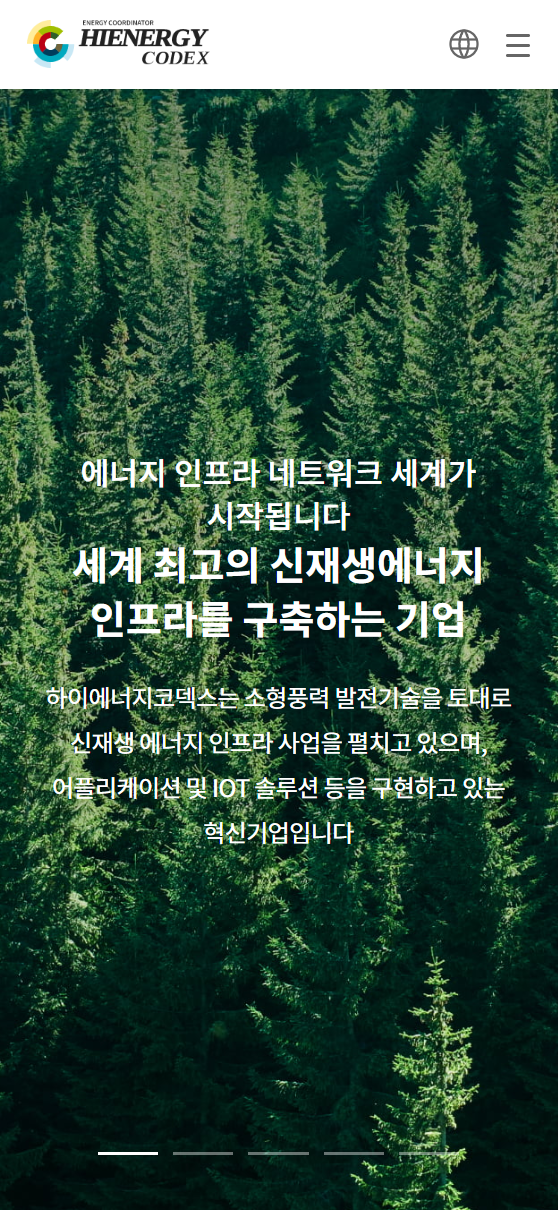 ENERGY COORDINATOR
HIENERGY
CODEX
에너지 인프라 네트워크 세계가
시작됩니다
세계 최고의 신재생에너지
인프라를 구축하는 기업
하이에너지코덱스는 소형풍력 발전기술을 토대로
신재생 에너지 인프라 사업을 펼치고 있으며,
어플리케이션 및 IOT 솔루션 등을 구현하고 있는
혁신기업입니다